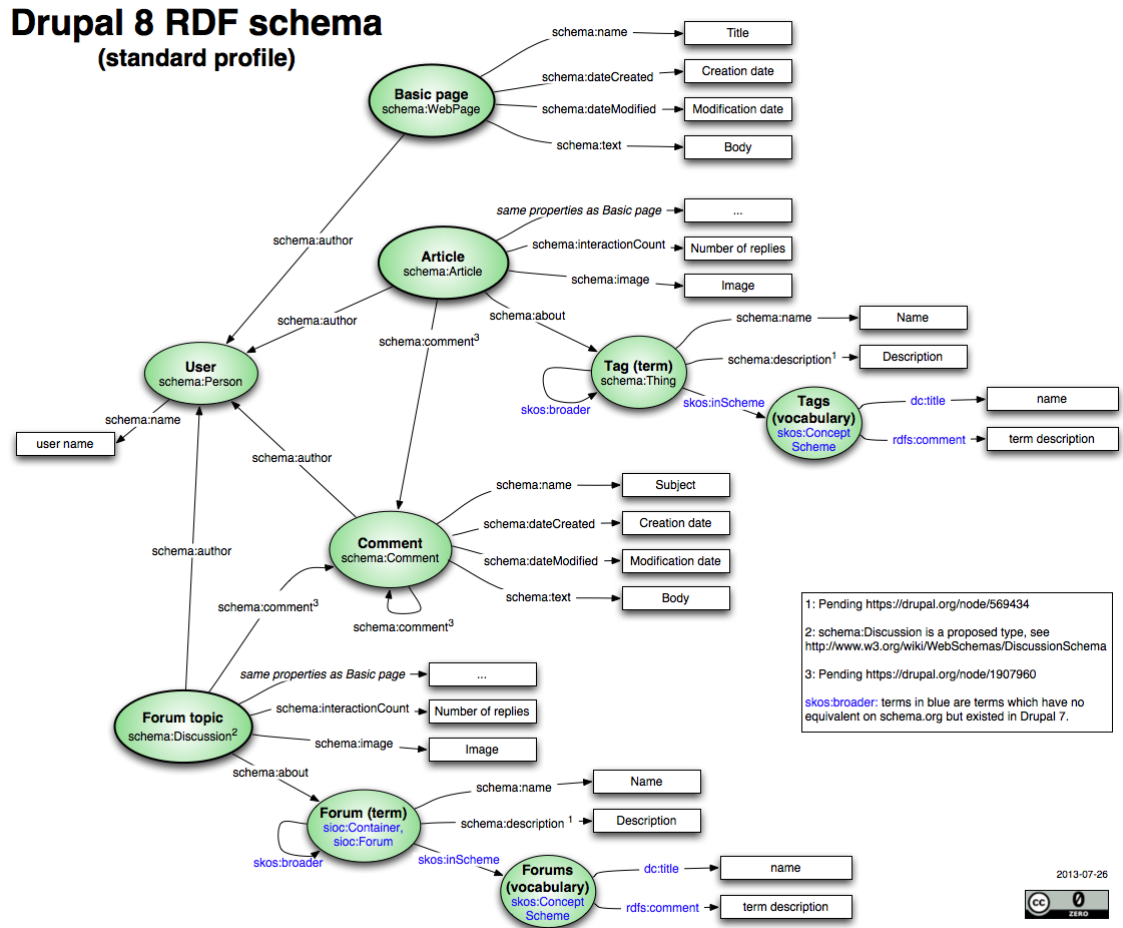 Drupal 8 RDF schema
(standard profile)
schema:name
Title
schema:dateCreated
Creation date
Basic page
schema:WebPage
schema:dateModified
Modification date
schema:text
Body
schema:author
same properties as Basic page
...
Article
schema:Article
schema:interactionCount
Number of replies
schema:image
Image
schema:author
schema:about
schema:comment3
schema:name
Name
User
schema:Person
Tag (term)
schema:Thing
schema:description1
Description
skos:broader
skos:inScheme
Tags
(vocabulary)
skos:Concept
Scheme
dc:title
name
rdfs:comment
term description
schema:name
user name
schema:author
schema:name
Subject
schema:dateCreated
Creation date
Comment
schema:Comment
schema:dateModified
Modification date
schema:text
Body
schema:author
schema:comment3
schema:comment3
1: Pending https://drupal.org/node/569434
2: schema:Discussion is a proposed type, see
http://www.w3.org/wiki/WebSchemas/DiscussionSchema
3: Pending https://drupal.org/node/1907960
skos:broader: terms in blue are terms which have no
equivalent on schema.org but existed in Drupal 7.
same properties as Basic page
...
Forum topic
schema:Discussion2
schema:interactionCount
Number of replies
schema:image
Image
schema:about
schema:name
Name
Forum (term)
sioc:Container,
sioc:Forum
schema:description 1
Description
skos:broader
skos:inScheme
Forums
(vocabulary)
skos:Concept
Scheme
dc:title
name
rdfs:comment
term description
2013-07-26
cc
0
ZERO